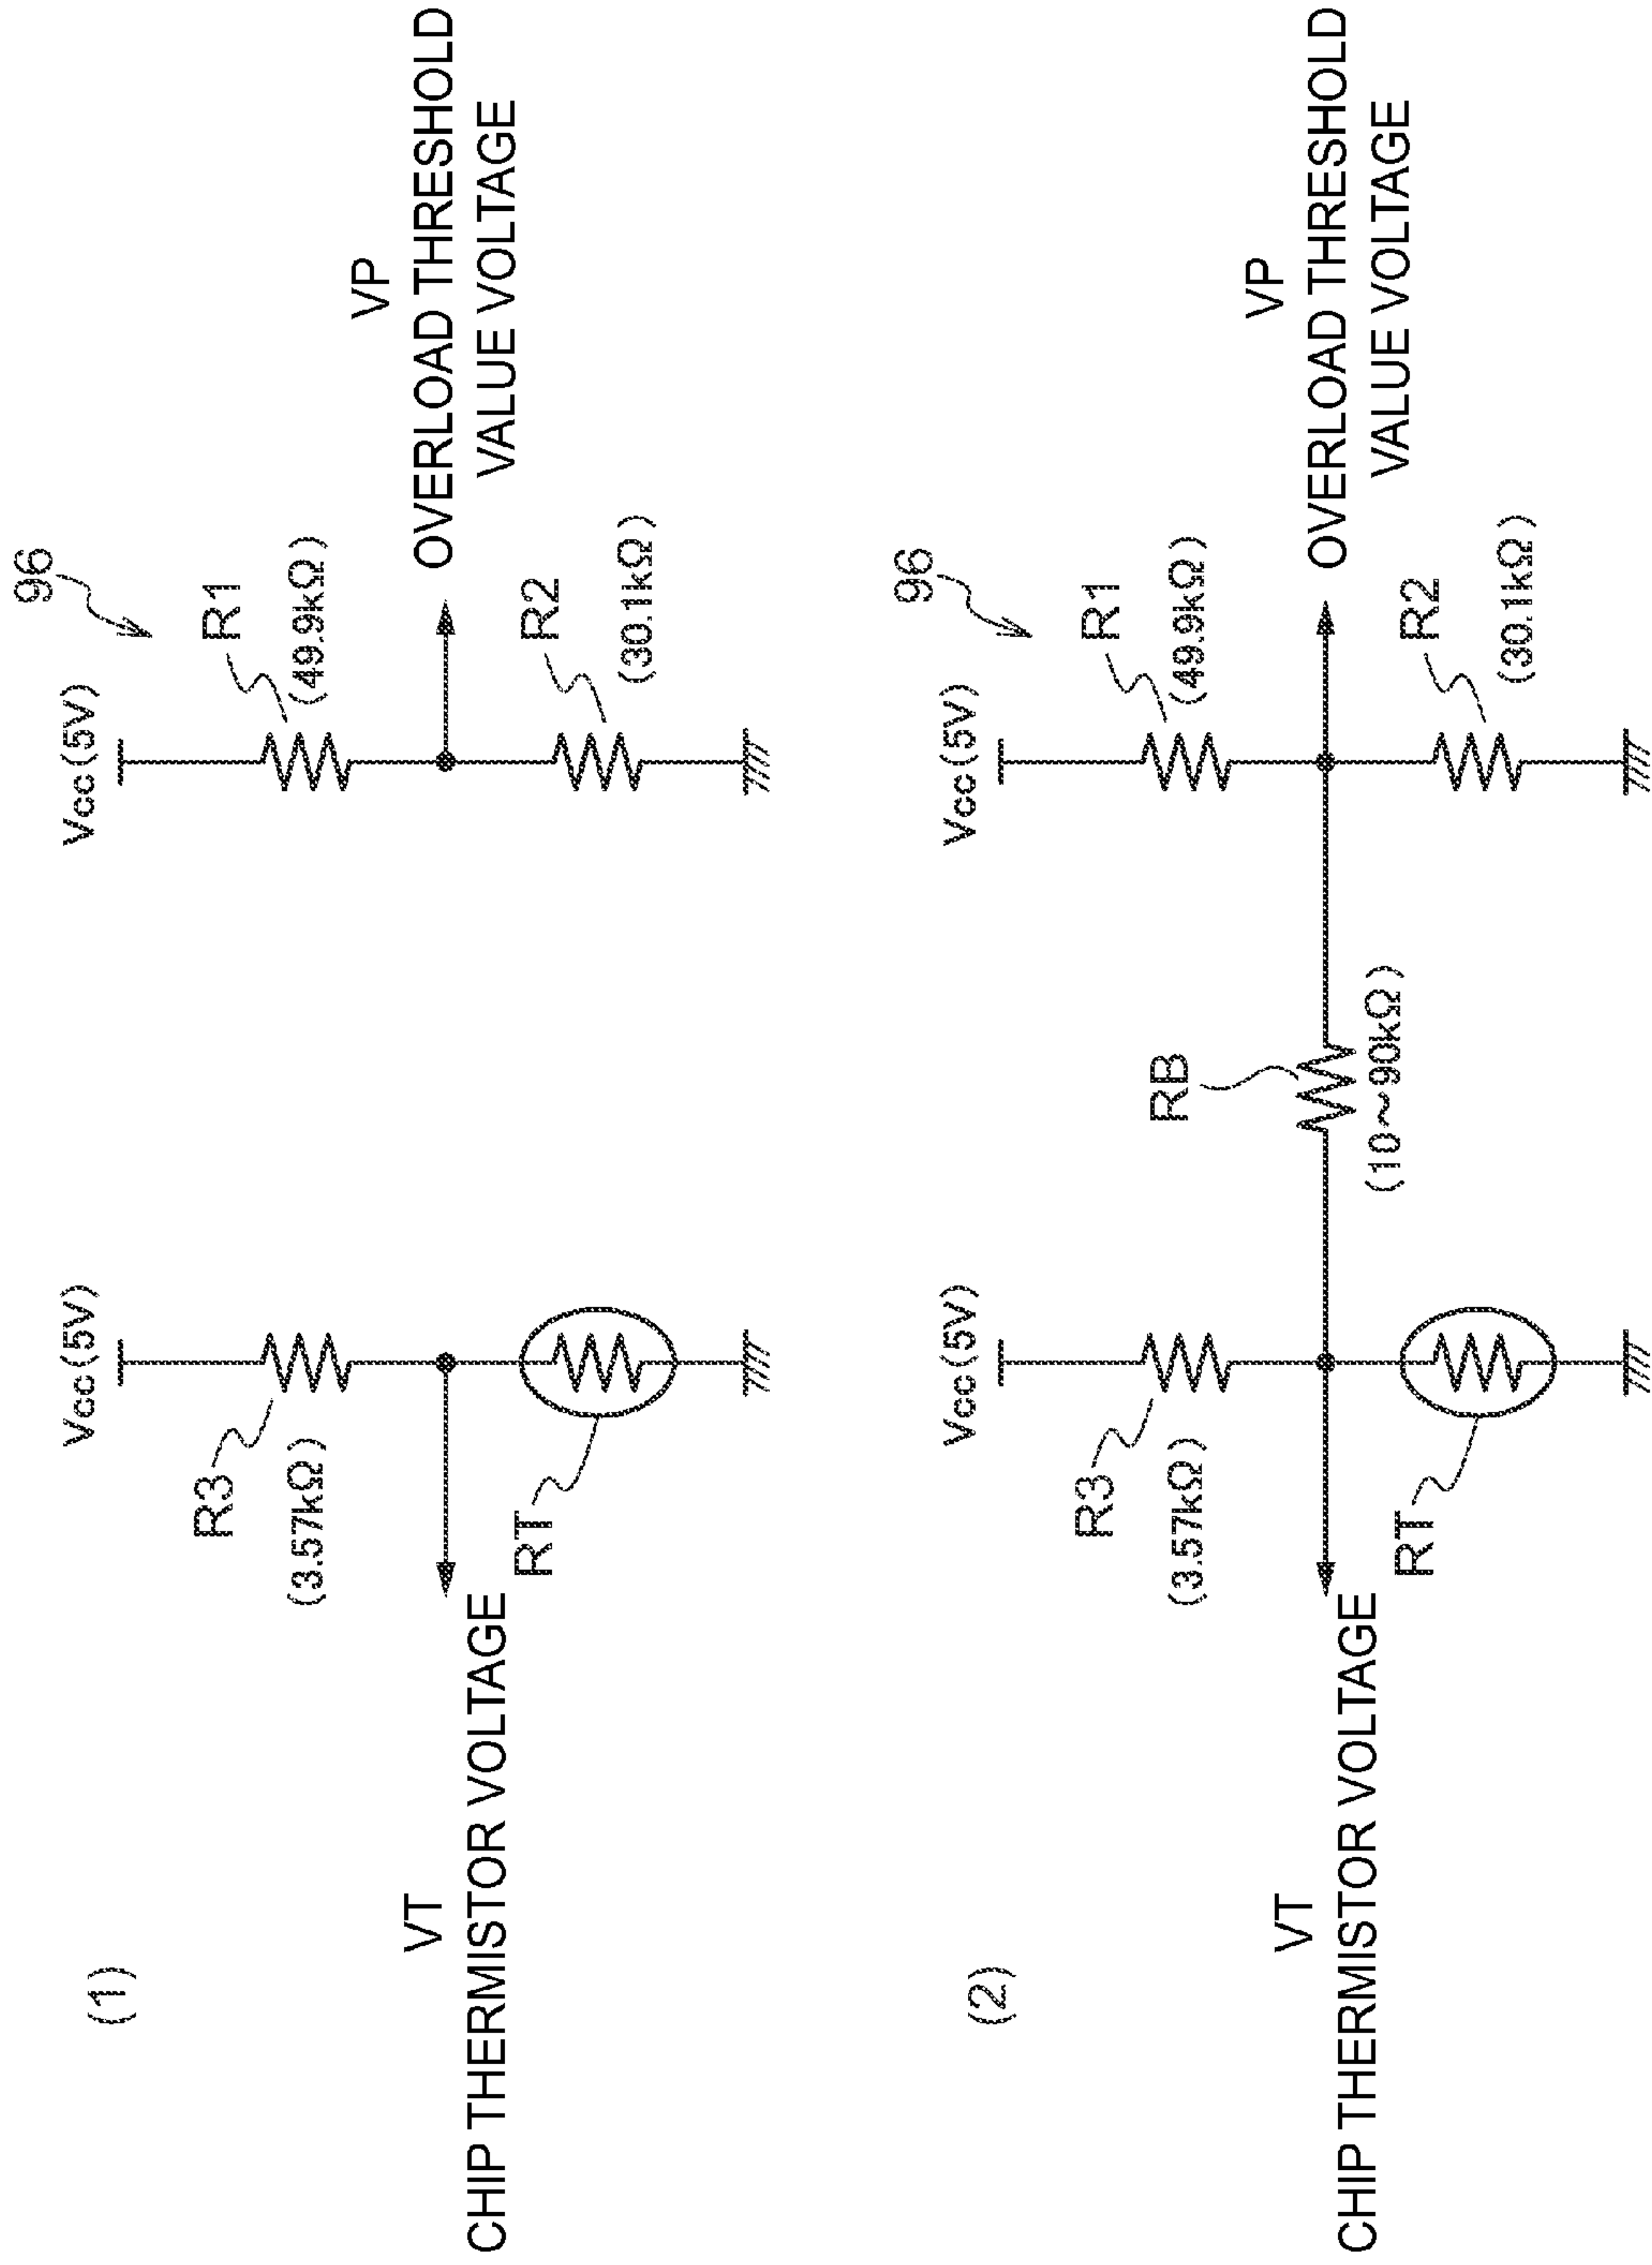 (1)
Vcc(5V)
Vcc(5V)
96
R3
(3.57kΩ)
R1
(49.9kΩ)
VT
CHIP THERMISTOR VOLTAGE
VP
OVERLOAD THRESHOLD
VALUE VOLTAGE
RT
R2
(30.1kΩ)
(2)
Vcc(5V)
Vcc(5V)
96
R3
(3.57kΩ)
RB
(10~90kΩ)
R1
(49.9kΩ)
VT
CHIP THERMISTOR VOLTAGE
VP
OVERLOAD THRESHOLD
VALUE VOLTAGE
RT
R2
(30.1kΩ)